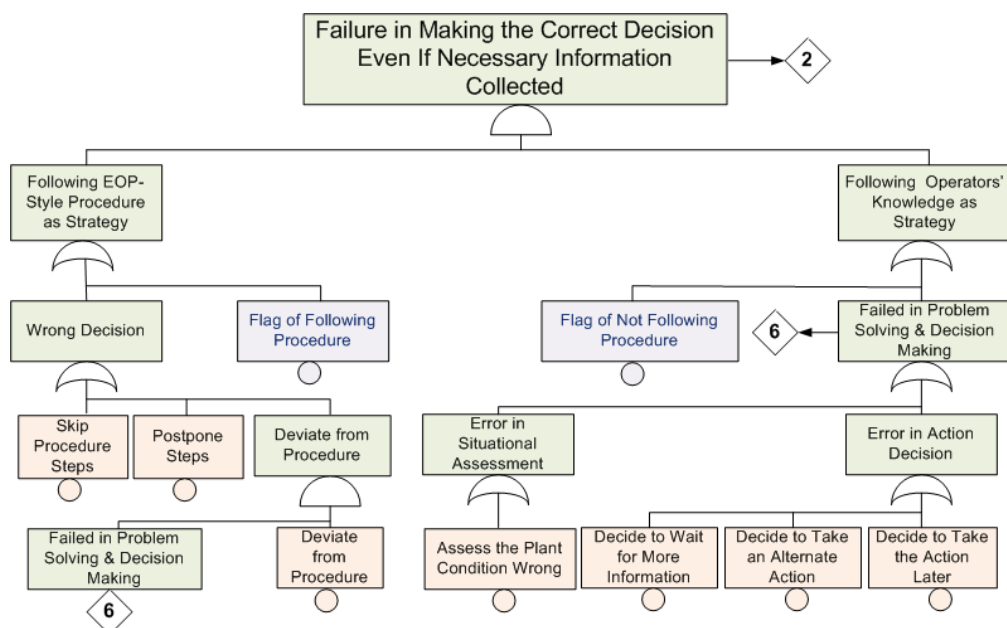 Failure in Making the Correct Decision
Even If Necessary Information
Collected
2
Following EOP-
Style Procedure
as Strategy
Following Operators'
Knowledge as
Strategy
Wrong Decision
Flag of Following
Procedure
Flag of Not Following
Procedure
6
Failed in Problem
Solving & Decision
Making
Skip
Procedure
Steps
Postpone
Steps
Deviate from
Procedure
Error in
Situational
Assessment
Error in Action
Decision
Failed in Problem
Solving & Decision
Making
6
Deviate
from
Procedure
Assess the Plant
Condition Wrong
Decide to Wait
for More
Information
Decide to Take
an Alternate
Action
Decide to Take
the Action
Later